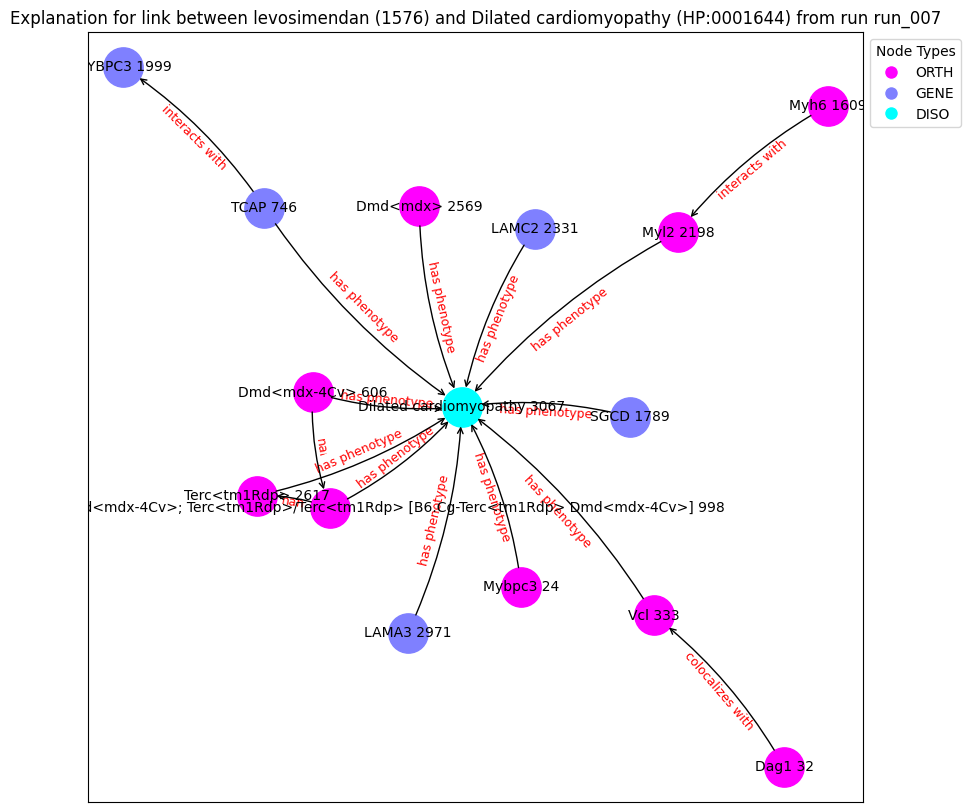 Explanation for link between levosimendan (1576) and Dilated cardiomyopathy (HP:0001644) from run run_007
Node Types
ORTH
GENE
DISO
YBPC3 1999
Myh6 1609
interacts with
interacts with
TCAP 746
Dmd<mdx> 2569
LAMC2 2331
Myl2 2198
has phenotype
has phenotype
has phenotype
has phenotype
Dmd<mdx-4Cv> 606
has phenotype
Dilated cardiomyopathy 3067
has phenotype
SGCD 1789
has phenotype
has phenotype
has phenotype
has phenotype
has phenotype
Terc<tm1Rdp> 2617
d<mdx-4Cv>; Terc<tm1Rdp>/Terc<tm1Rdp> [B6.Cg-Terc<tm1Rdp> Dmd<mdx-4Cv>] 998
Mybpc3 24
Vcl 333
LAMA3 2971
colocalizes with
Dag1 32